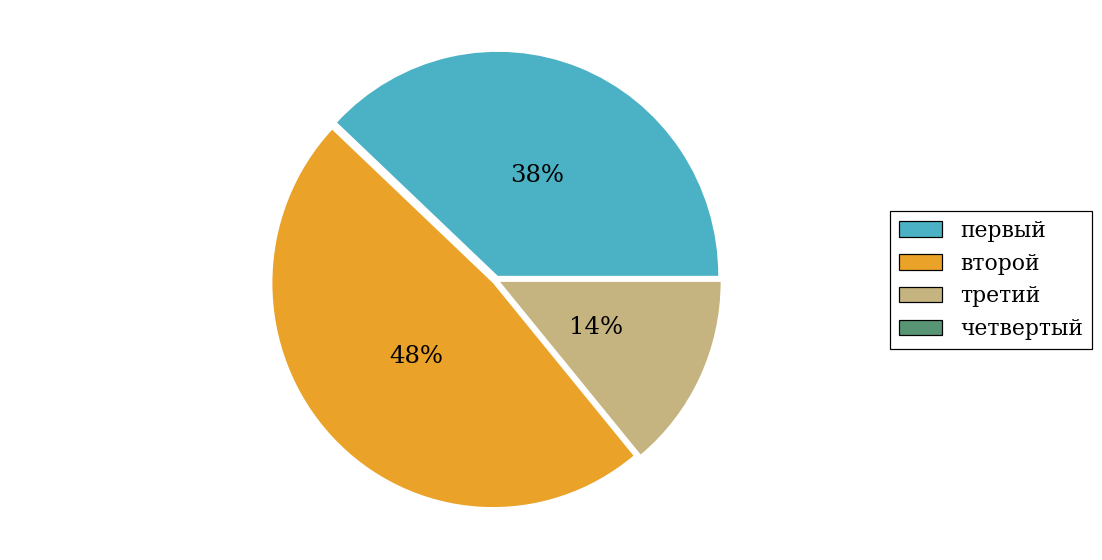 38%
48%
14%
первый
второй
третий
четвертый